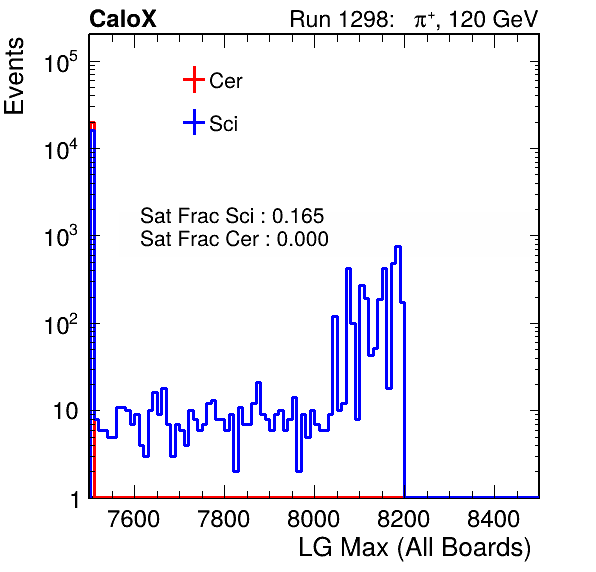 CaloX Run 1298: π⁺, 120 GeV
Events
Cer
Sci
Sat Frac Sci : 0.165
Sat Frac Cer : 0.000
10⁵
10⁴
10³
10²
10
1
7600 7800 8000 8200 8400
LG Max (All Boards)